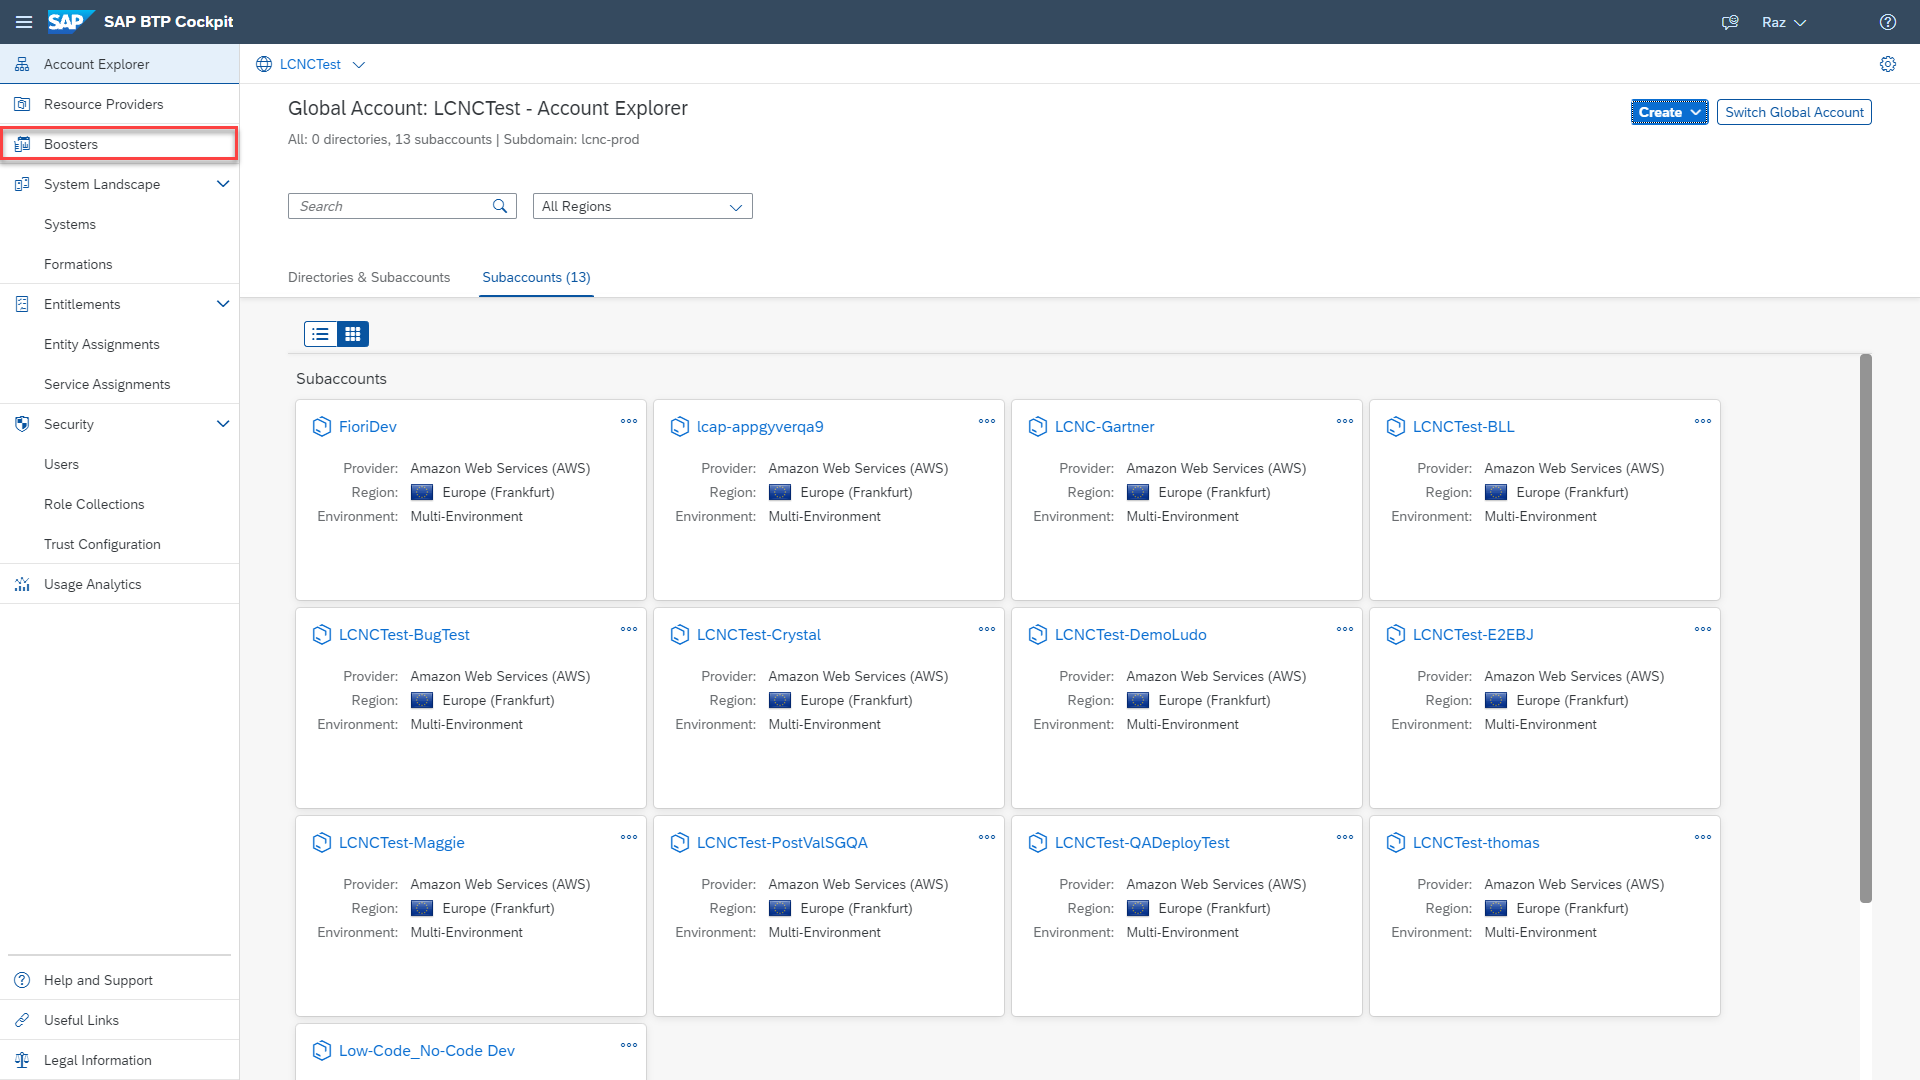 SAP SAP BTP Cockpit
Raz
Account Explorer
Resource Providers
Boosters
System Landscape
Systems
Formations
Entitlements
Entity Assignments
Service Assignments
Security
Users
Role Collections
Trust Configuration
Usage Analytics
Help and Support
Useful Links
Legal Information
LCNCTest
Global Account: LCNCTest - Account Explorer
All: 0 directories, 13 subaccounts | Subdomain: lcnc-prod
Create
Switch Global Account
Search
All Regions
Directories & Subaccounts
Subaccounts (13)
Subaccounts
FioriDev
Provider: Amazon Web Services (AWS)
Region: Europe (Frankfurt)
Environment: Multi-Environment
lcap-appgyverqa9
Provider: Amazon Web Services (AWS)
Region: Europe (Frankfurt)
Environment: Multi-Environment
LCNC-Gartner
Provider: Amazon Web Services (AWS)
Region: Europe (Frankfurt)
Environment: Multi-Environment
LCNCTest-BLL
Provider: Amazon Web Services (AWS)
Region: Europe (Frankfurt)
Environment: Multi-Environment
LCNCTest-BugTest
Provider: Amazon Web Services (AWS)
Region: Europe (Frankfurt)
Environment: Multi-Environment
LCNCTest-Crystal
Provider: Amazon Web Services (AWS)
Region: Europe (Frankfurt)
Environment: Multi-Environment
LCNCTest-DemoLudo
Provider: Amazon Web Services (AWS)
Region: Europe (Frankfurt)
Environment: Multi-Environment
LCNCTest-E2EBJ
Provider: Amazon Web Services (AWS)
Region: Europe (Frankfurt)
Environment: Multi-Environment
LCNCTest-Maggie
Provider: Amazon Web Services (AWS)
Region: Europe (Frankfurt)
Environment: Multi-Environment
LCNCTest-PostValSGQA
Provider: Amazon Web Services (AWS)
Region: Europe (Frankfurt)
Environment: Multi-Environment
LCNCTest-QADeployTest
Provider: Amazon Web Services (AWS)
Region: Europe (Frankfurt)
Environment: Multi-Environment
LCNCTest-thomas
Provider: Amazon Web Services (AWS)
Region: Europe (Frankfurt)
Environment: Multi-Environment
Low-Code_No-Code Dev